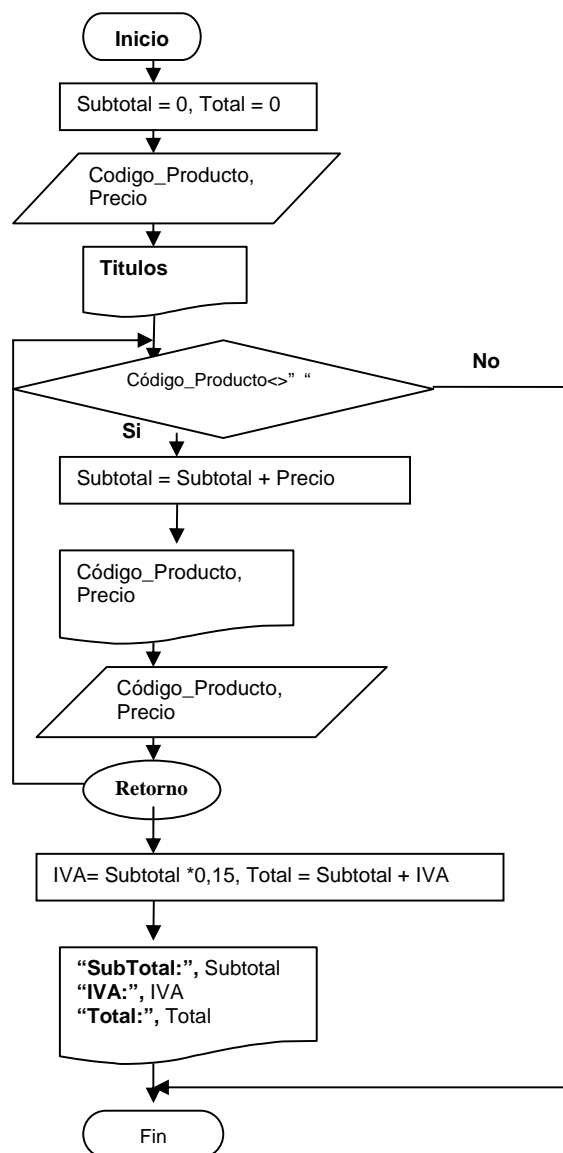 Inicio
Subtotal = 0, Total = 0
Codigo_Producto,
Precio
Titulos
Código_Producto<>” “
No
Si
Subtotal = Subtotal + Precio
Código_Producto,
Precio
Código_Producto,
Precio
Retorno
IVA= Subtotal *0,15, Total = Subtotal + IVA
“SubTotal:”, Subtotal
“IVA:”, IVA
“Total:”, Total
Fin